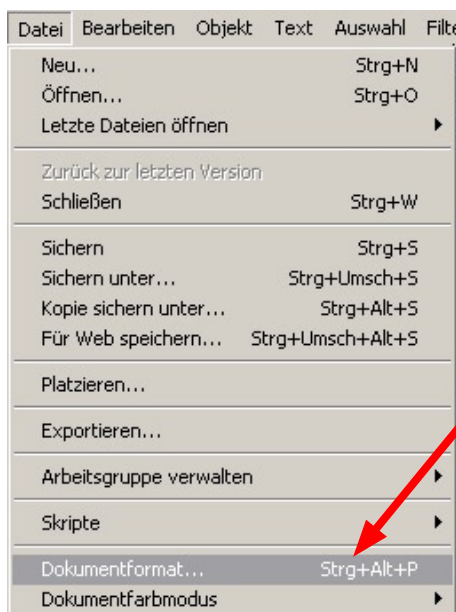 Datei Bearbeiten Objekt Text Auswahl Filte
Neu... Strg+N
Öffnen... Strg+O
Letzte Dateien öffnen
Zurück zur letzten Version
Schließen Strg+W
Sichern Strg+S
Sichern unter... Strg+Umsch+S
Kopie sichern unter... Strg+Alt+S
Für Web speichern... Strg+Umsch+Alt+S
Platzieren...
Exportieren...
Arbeitsgruppe verwalten
Skripte
Dokumentformat... Strg+Alt+P
Dokumentfarbmodus